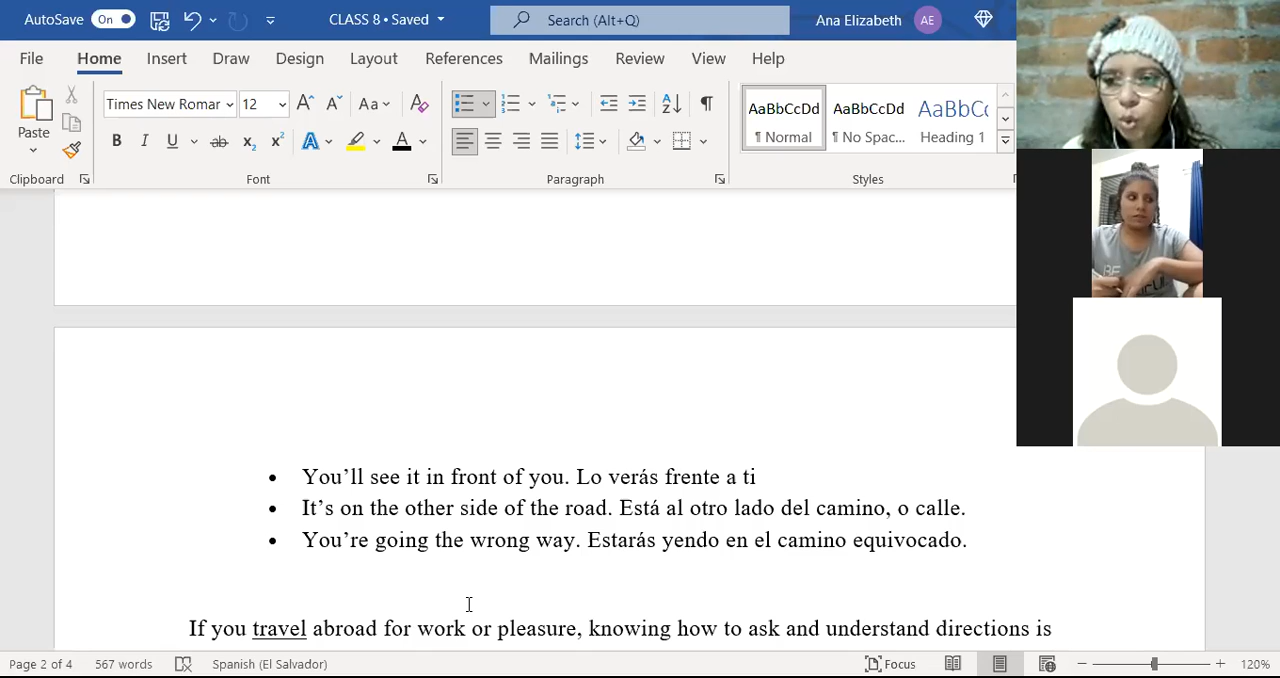 AutoSave On CLASS 8 • Saved Search (Alt+Q) Ana Elizabeth AE
File Home Insert Draw Design Layout References Mailings Review View Help
Times New Romar 12 Aa AaBbCcDd AaBbCcDd AaBbCc
Paste ¶ Normal ¶ No Spac... Heading 1
Clipboard Font Paragraph Styles
• You’ll see it in front of you. Lo verás frente a ti
• It’s on the other side of the road. Está al otro lado del camino, o calle.
• You’re going the wrong way. Estarás yendo en el camino equivocado.
If you travel abroad for work or pleasure, knowing how to ask and understand directions is
Page 2 of 4 567 words Spanish (El Salvador) Focus 120%